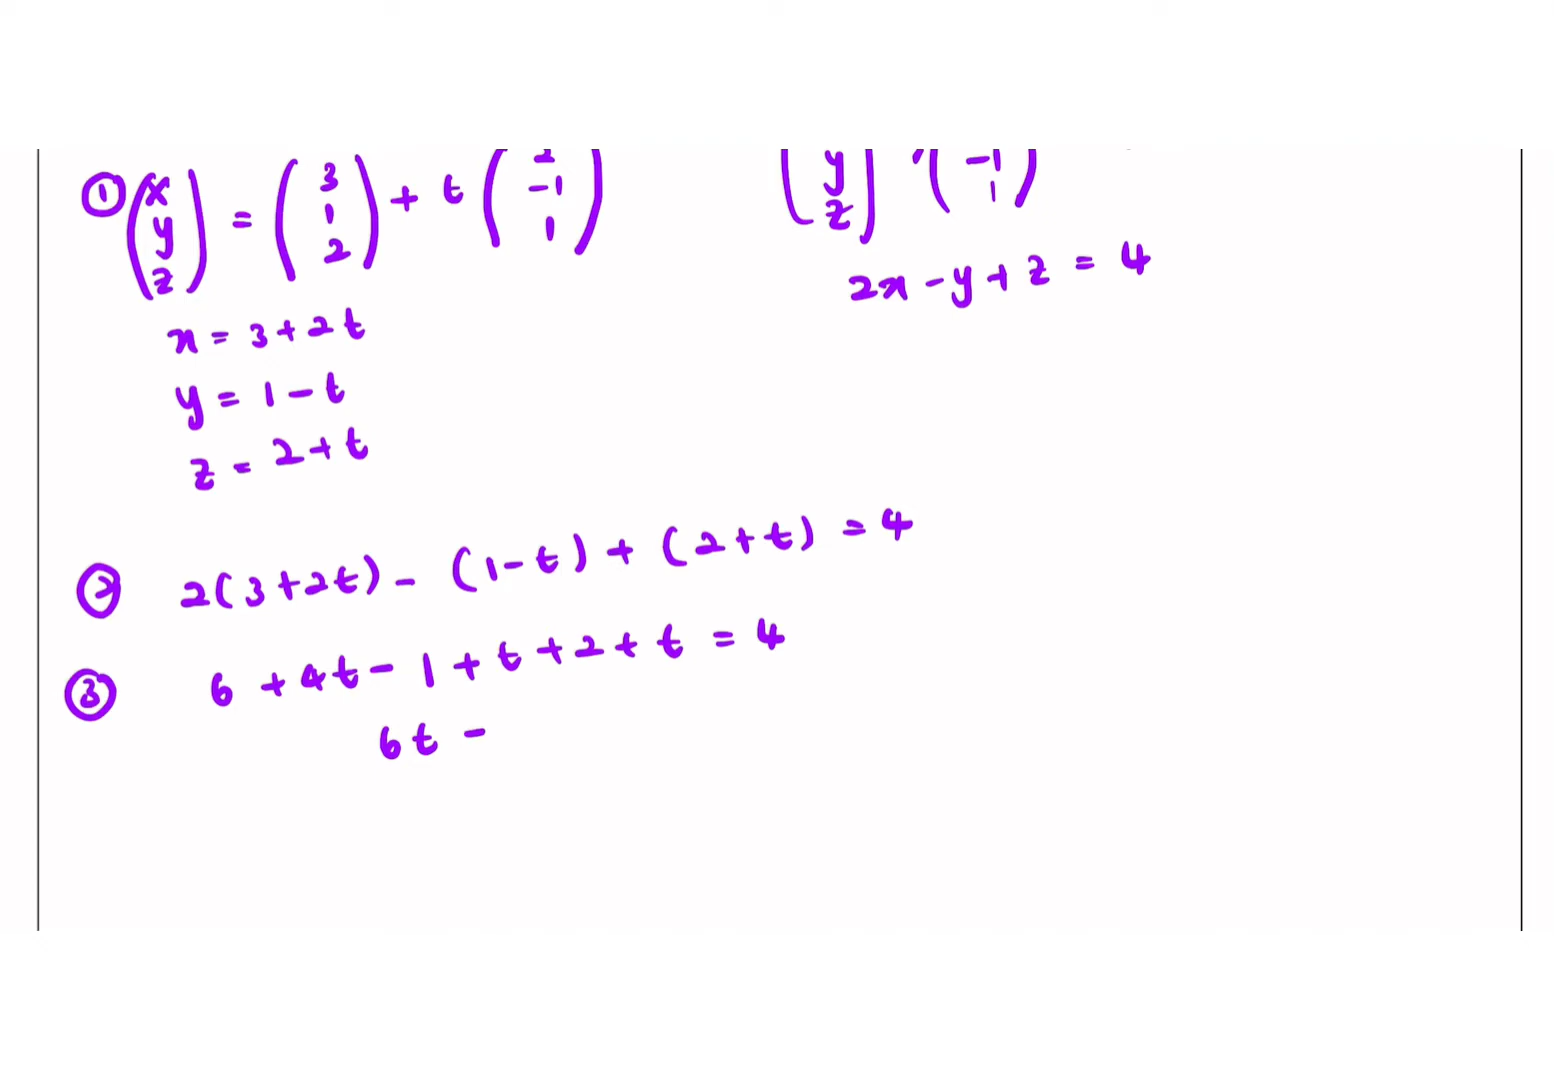 ① (x y z) = (3 1 2) + t (2 -1 1)
(y z) · (-1 1)
2x - y + z = 4
x = 3 + 2t
y = 1 - t
z = 2 + t
② 2(3+2t) - (1-t) + (2+t) = 4
③ 6 + 4t - 1 + t + 2 + t = 4
6t -